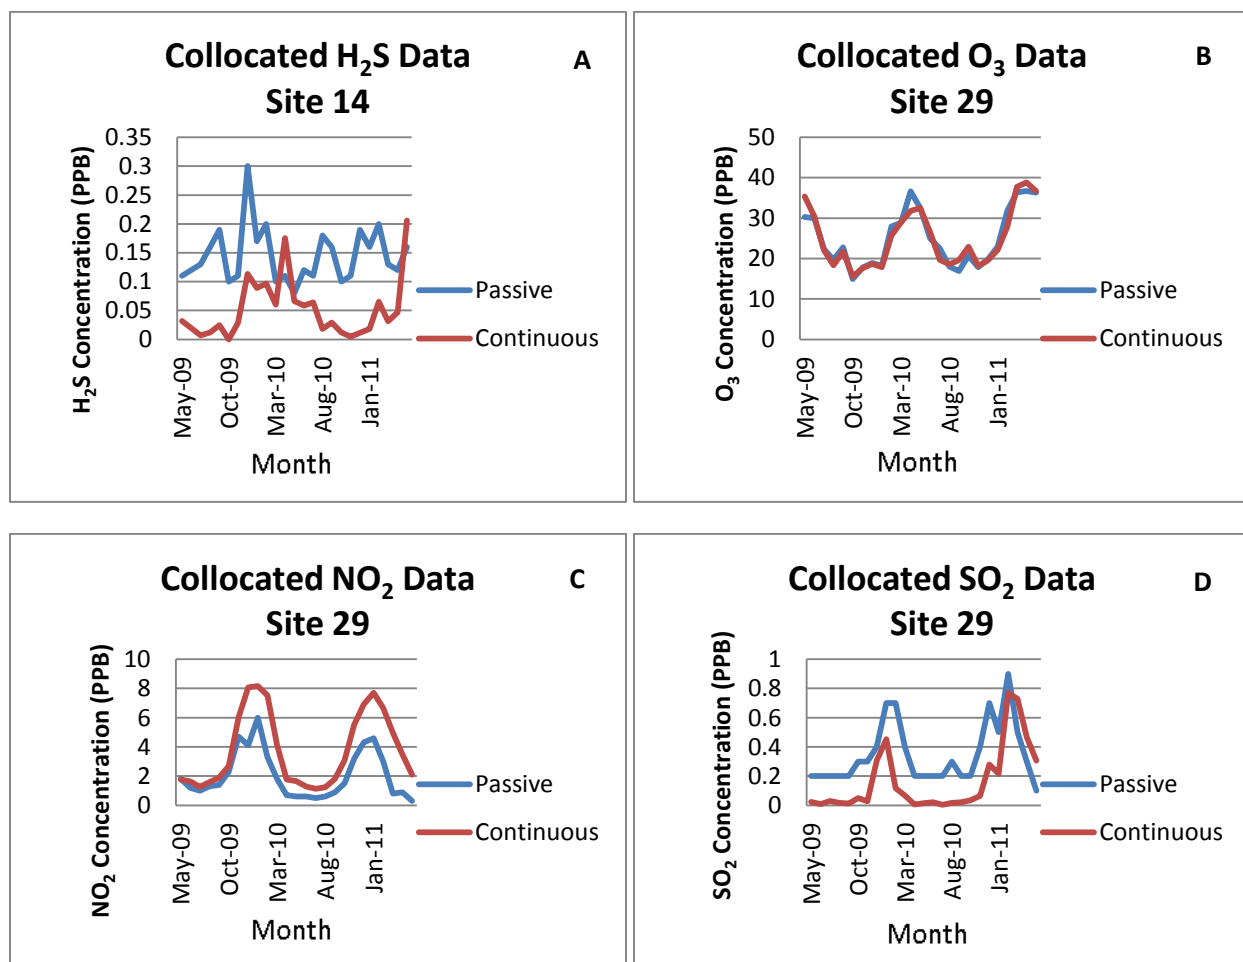 Collocated H₂S Data
Site 14
A
H₂S Concentration (PPB)
0.35
0.3
0.25
0.2
0.15
0.1
0.05
0
May-09
Oct-09
Mar-10
Aug-10
Jan-11
Month
Passive
Continuous
Collocated O₃ Data
Site 29
B
O₃ Concentration (PPB)
50
40
30
20
10
0
May-09
Oct-09
Mar-10
Aug-10
Jan-11
Month
Passive
Continuous
Collocated NO₂ Data
Site 29
C
NO₂ Concentration (PPB)
10
8
6
4
2
0
May-09
Oct-09
Mar-10
Aug-10
Jan-11
Month
Passive
Continuous
Collocated SO₂ Data
Site 29
D
SO₂ Concentration (PPB)
1
0.8
0.6
0.4
0.2
0
May-09
Oct-09
Mar-10
Aug-10
Jan-11
Month
Passive
Continuous